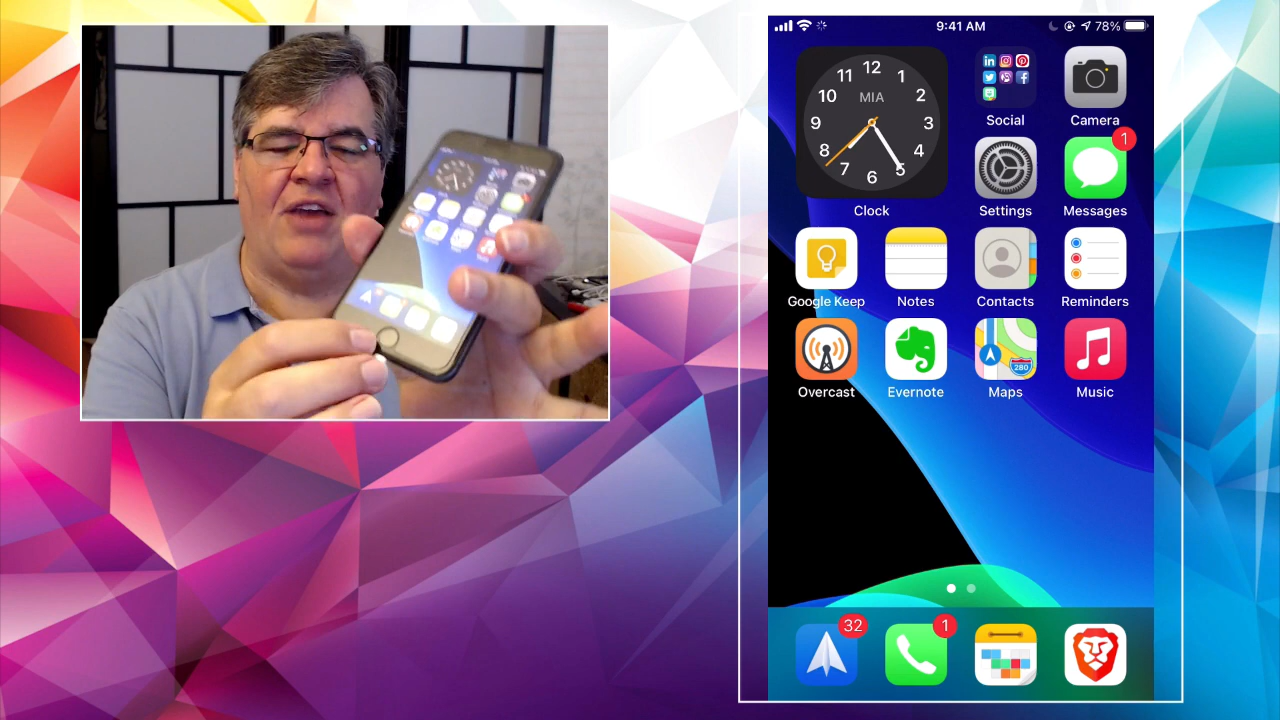 9:41 AM
78%
12
11
1
10
MIA
2
9
3
8
4
7
5
6
Clock
in
Social
Camera
1
Settings
Messages
Google Keep
Notes
Contacts
Reminders
280
Overcast
Evernote
Maps
Music
32
1